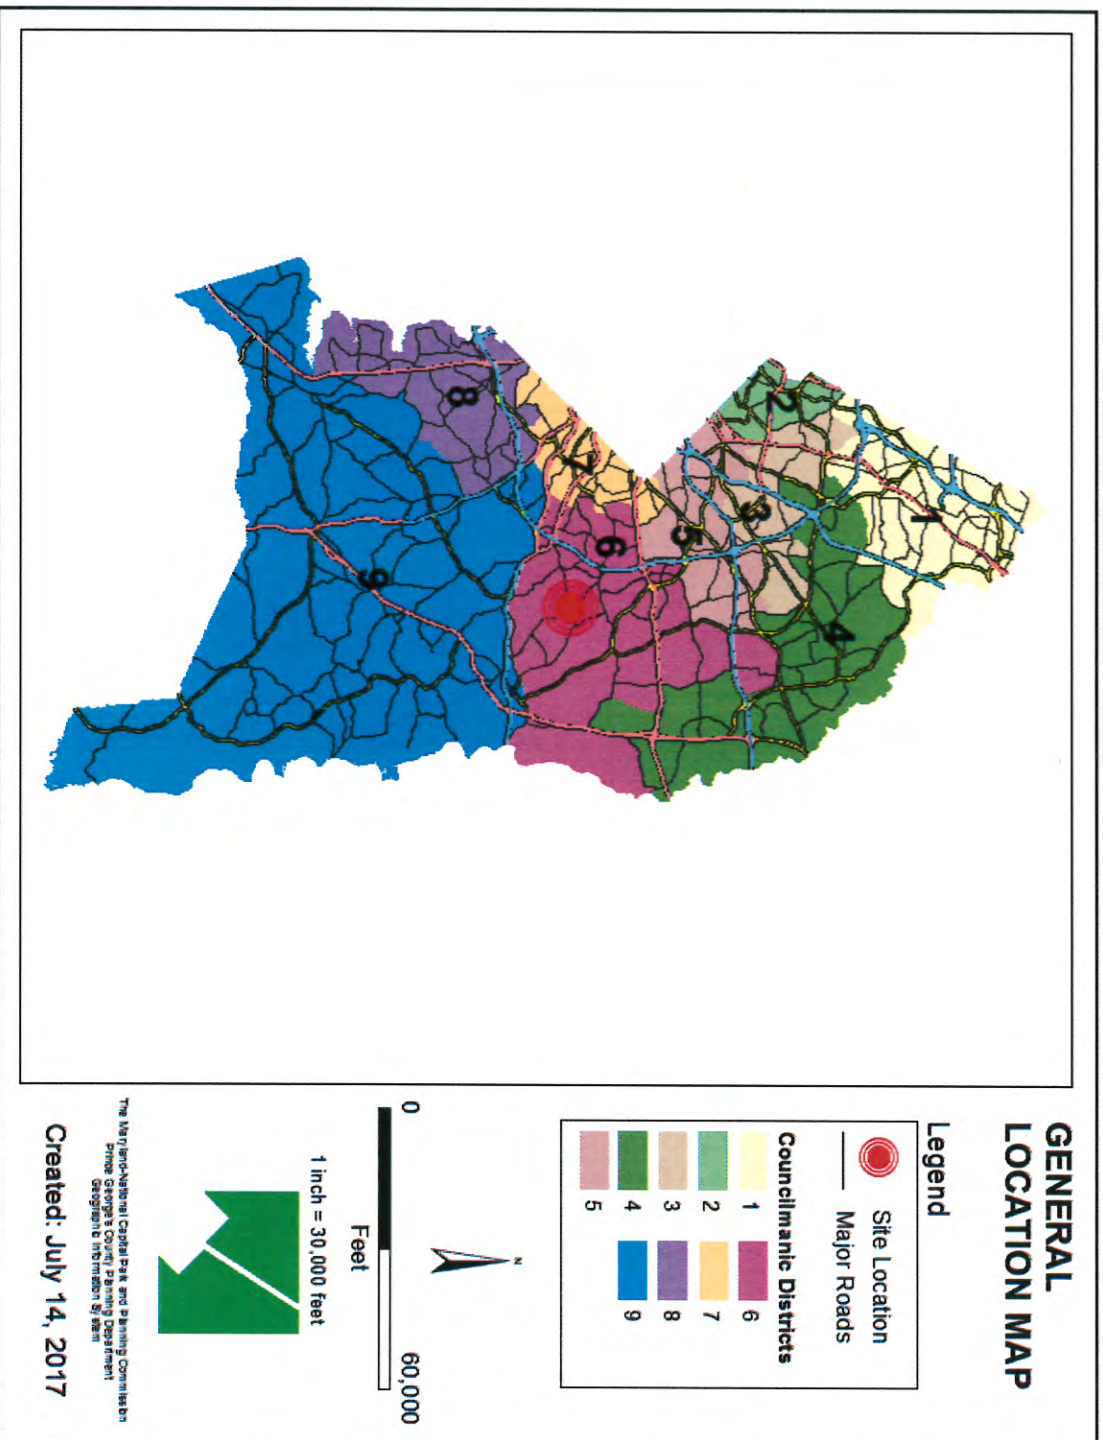 GENERAL
LOCATION MAP
Legend
Site Location
Major Roads
Councilmanic Districts
1
2
3
4
5
6
7
8
9
N
0
60,000
Feet
1 inch = 30,000 feet
The Maryland-National Capital Park and Planning Commission
Prince George's County Planning Department
Geographic Information System
Created: July 14, 2017
1
2
3
4
5
6
7
8
9